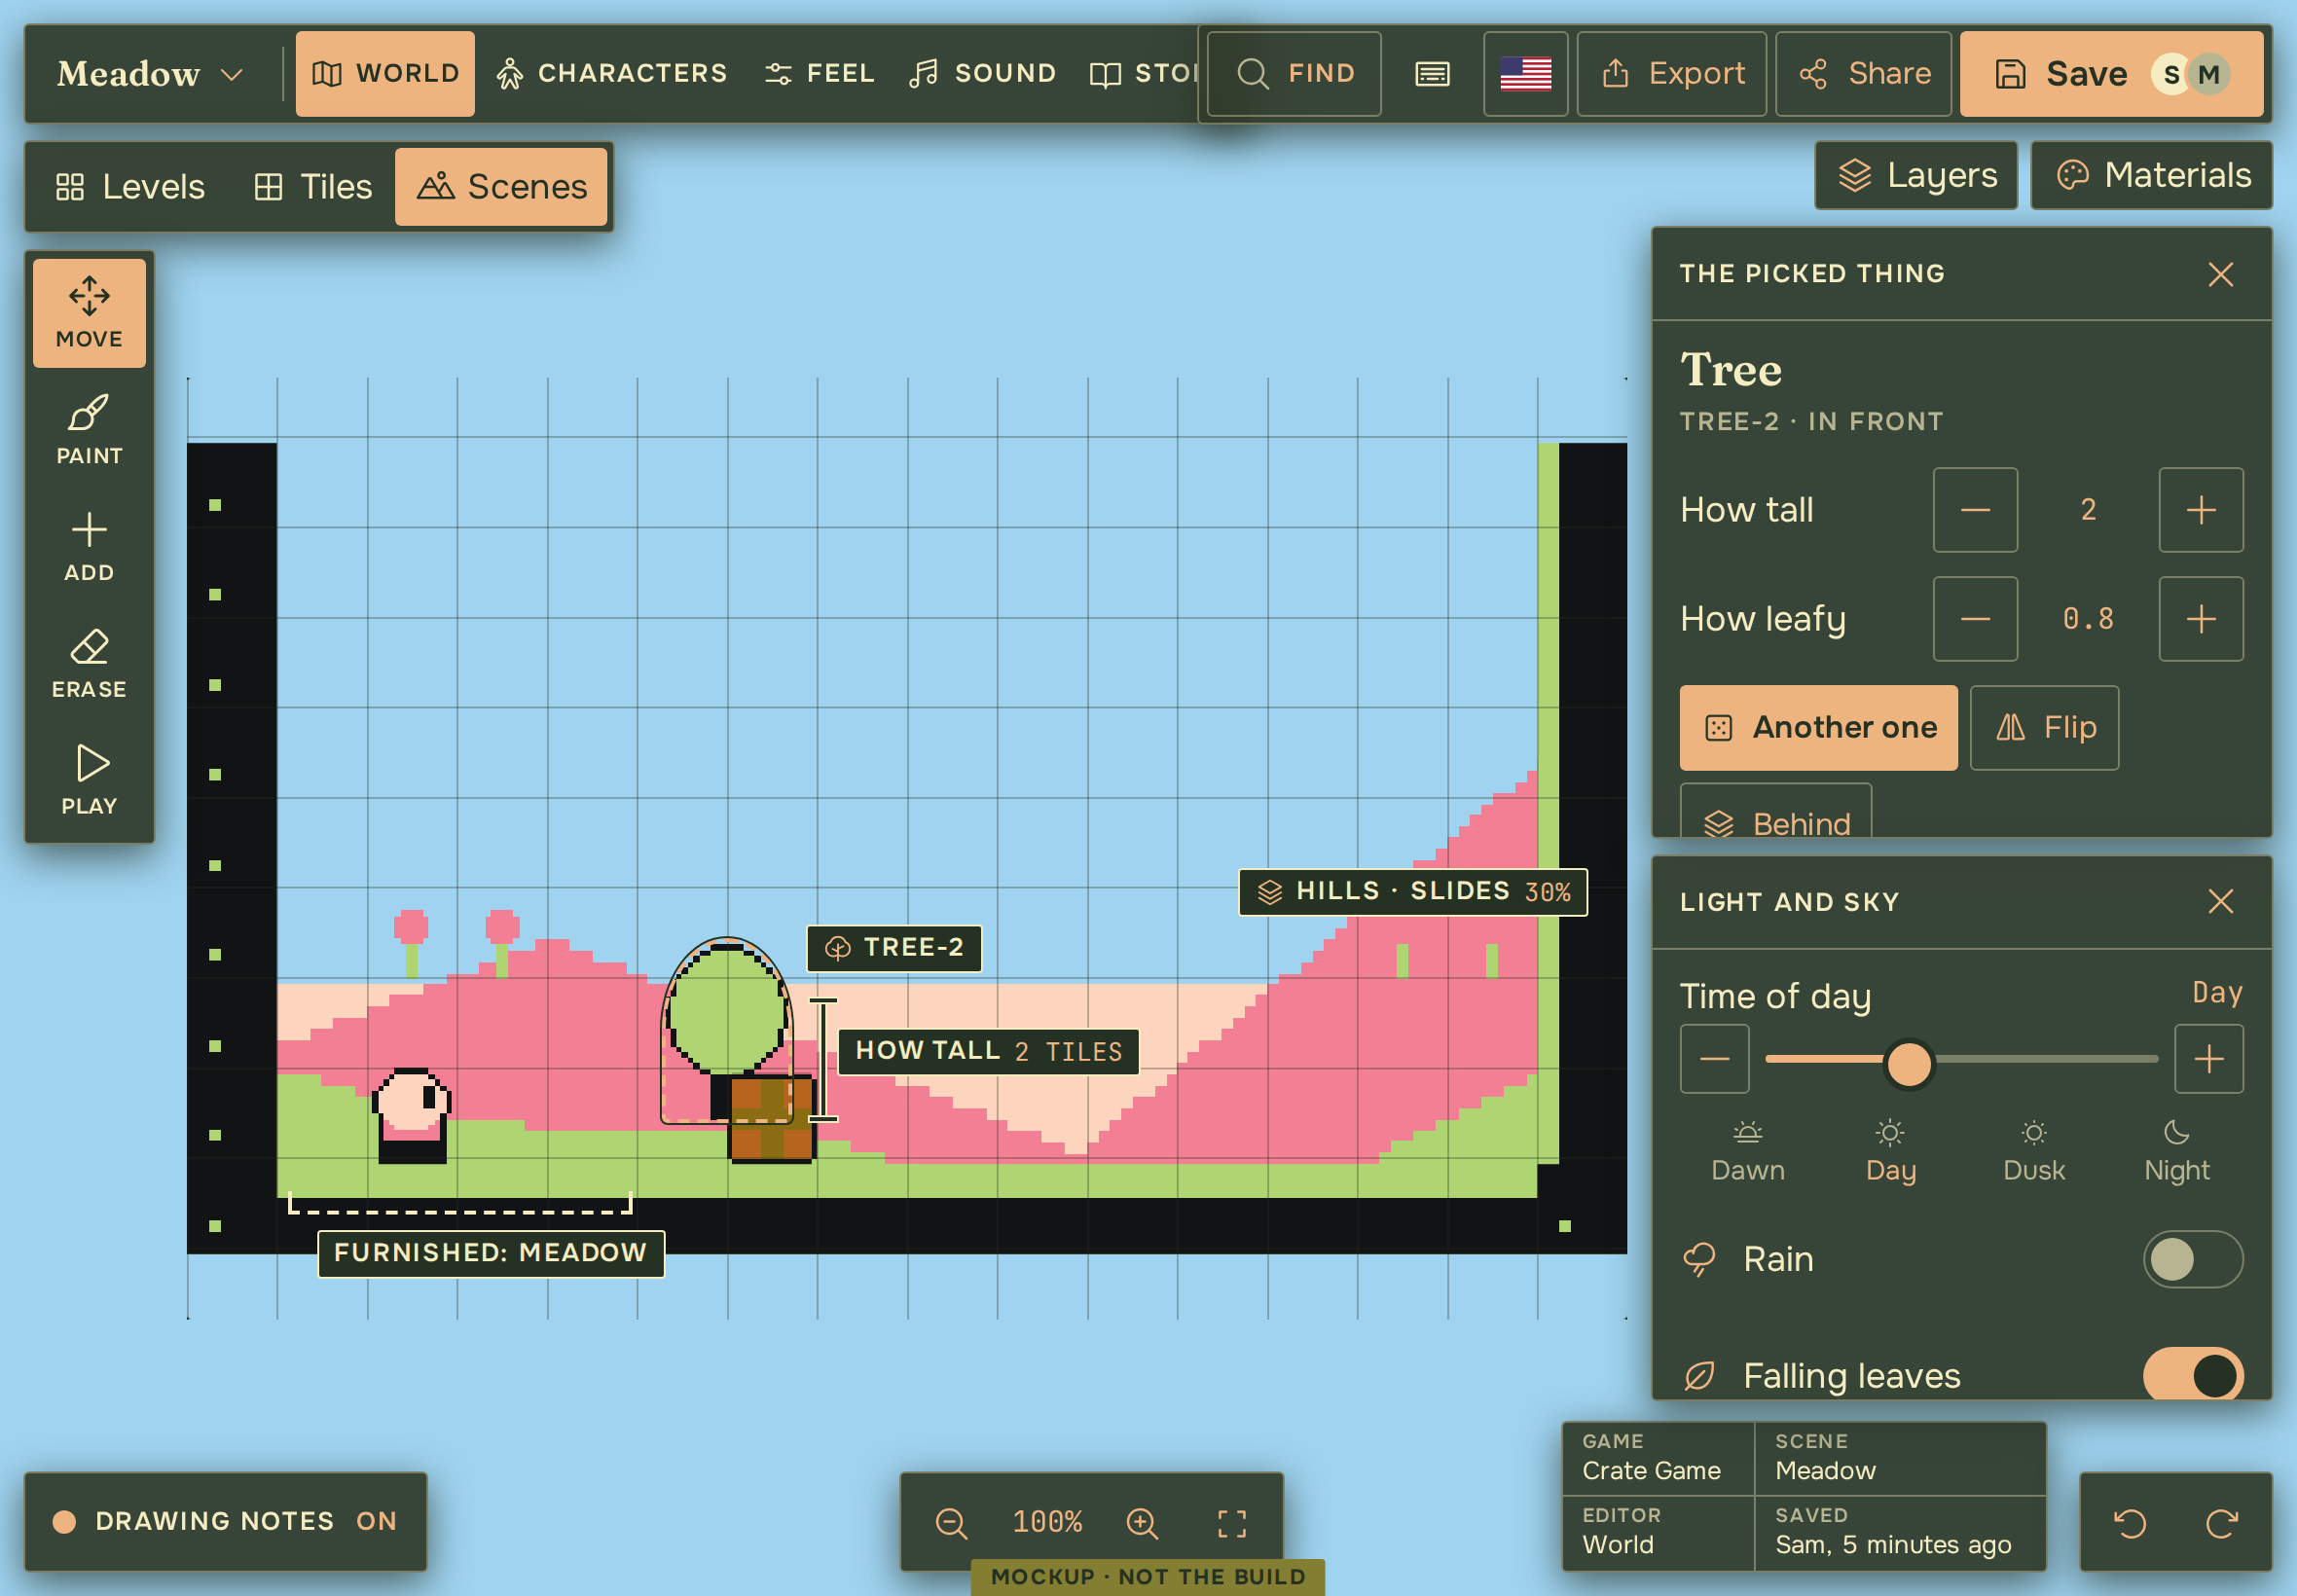 Meadow
WORLD
CHARACTERS
FEEL
SOUND
FIND
Export
Share
Save
S
M
Levels
Tiles
Scenes
Layers
Materials
MOVE
PAINT
ADD
ERASE
PLAY
THE PICKED THING
Tree
TREE-2 · IN FRONT
How tall
2
How leafy
0.8
Another one
Flip
Behind
HILLS · SLIDES 30%
TREE-2
HOW TALL 2 TILES
FURNISHED: MEADOW
LIGHT AND SKY
Time of day
Day
Dawn
Day
Dusk
Night
Rain
Falling leaves
DRAWING NOTES ON
100%
GAME
Crate Game
SCENE
Meadow
EDITOR
World
SAVED
Sam, 5 minutes ago
MOCKUP · NOT THE BUILD